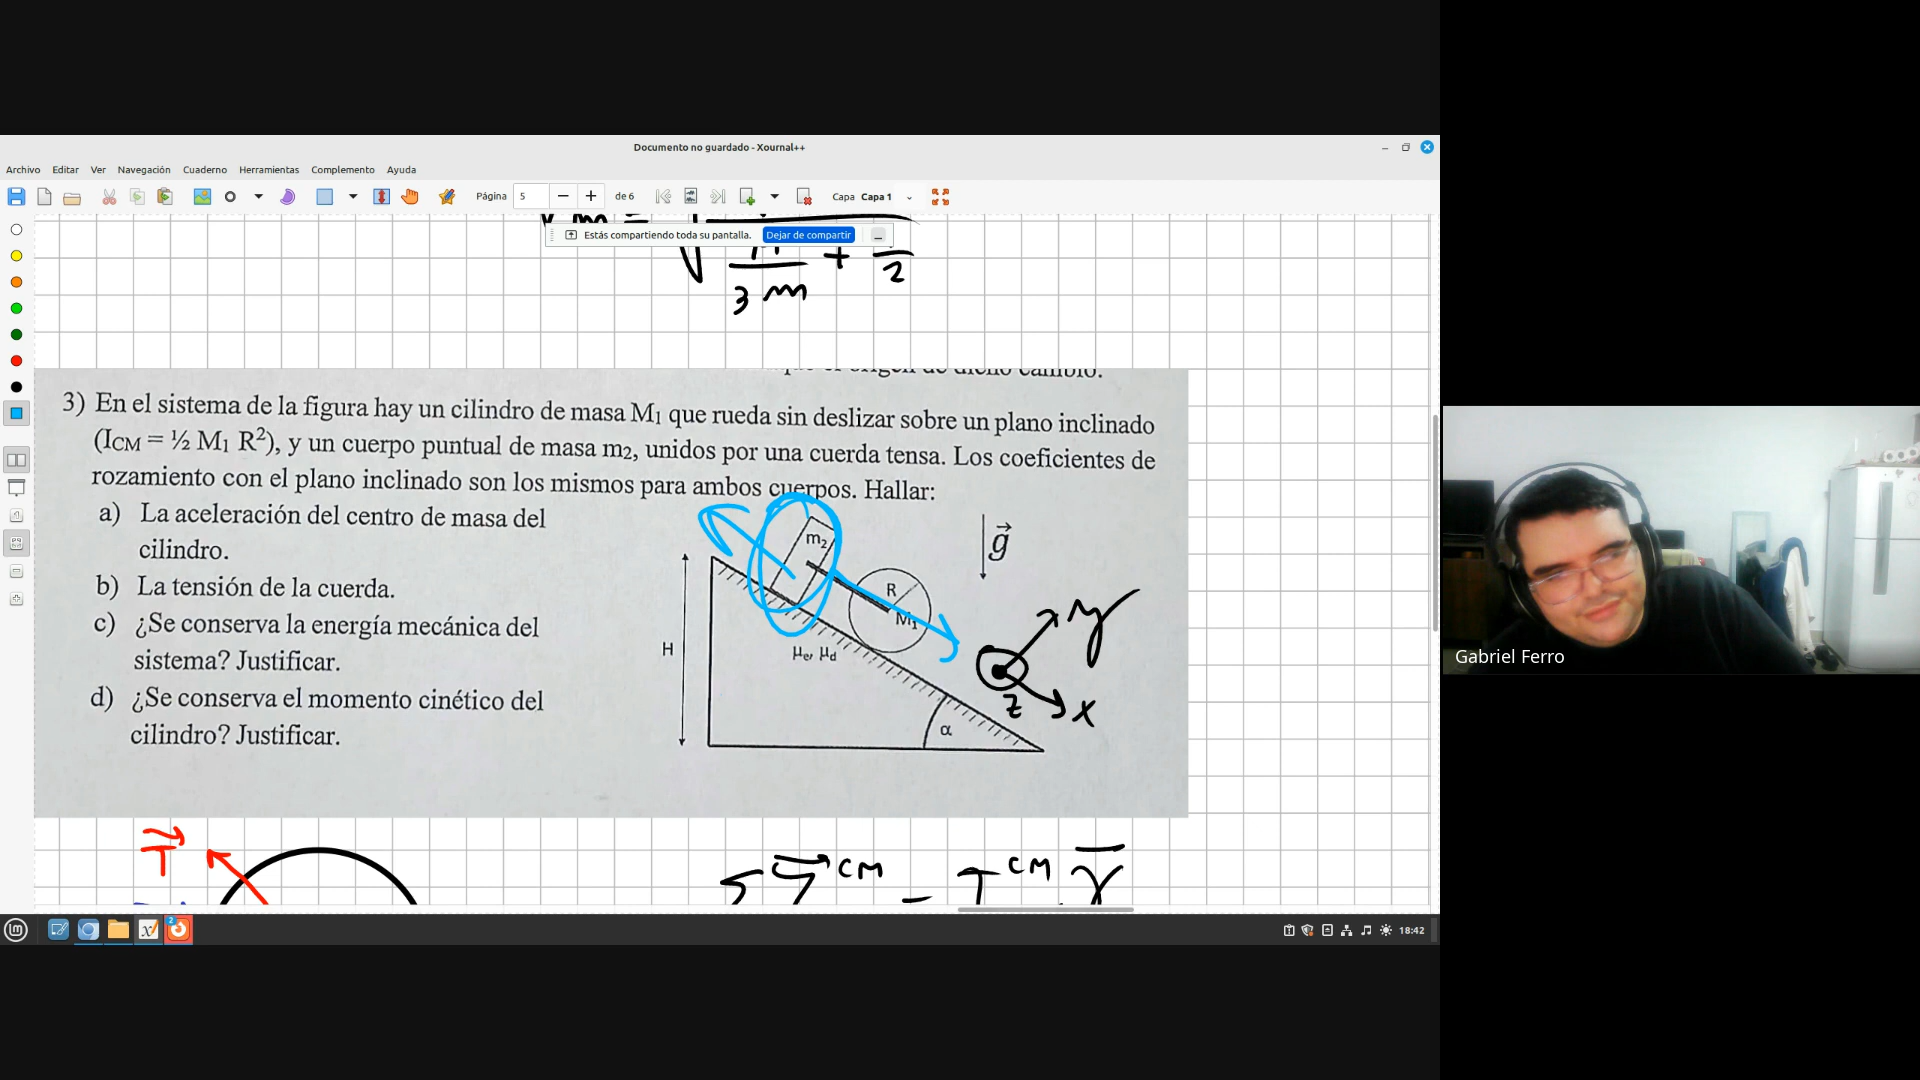 Documento no guardado - Xournal++
Archivo Editar Ver Navegación Cuaderno Herramientas Complemento Ayuda
Página 5 de 6 Capa Capa 1
Estás compartiendo toda su pantalla. Dejar de compartir
+ 2
3 m
3) En el sistema de la figura hay un cilindro de masa M1 que rueda sin deslizar sobre un plano inclinado
(ICM = ½ M1 R²), y un cuerpo puntual de masa m2, unidos por una cuerda tensa. Los coeficientes de
rozamiento con el plano inclinado son los mismos para ambos cuerpos. Hallar:
a) La aceleración del centro de masa del
cilindro.
b) La tensión de la cuerda.
c) ¿Se conserva la energía mecánica del
sistema? Justificar.
d) ¿Se conserva el momento cinético del
cilindro? Justificar.
m2
g
R
M1
H
μe, μd
α
y
z
x
T
CM
CM
γ
Gabriel Ferro
2
18:42